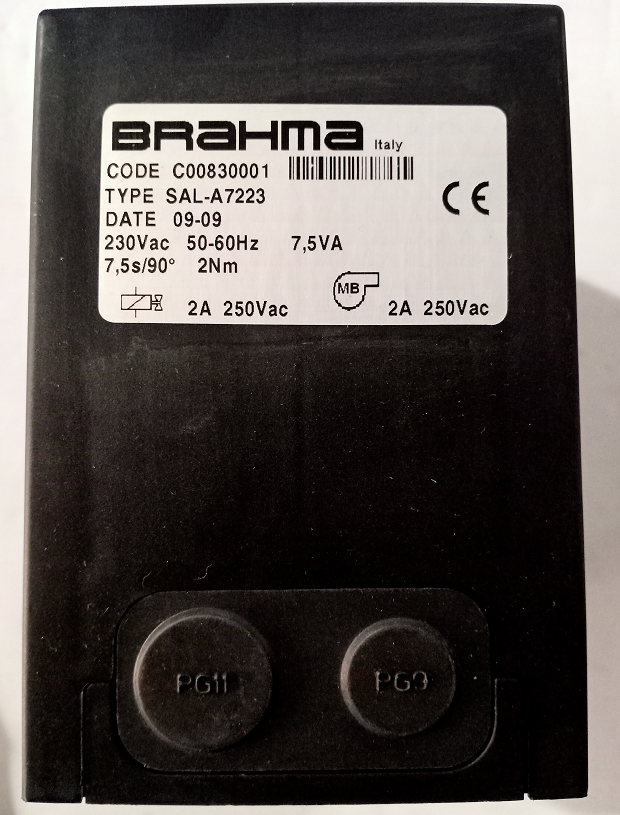 BRAHMA Italy
CODE C00830001
TYPE SAL-A7223
DATE 09-09
230Vac 50-60Hz 7,5VA
7,5s/90° 2Nm
CE
MB
2A 250Vac 2A 250Vac
PG11 PG9